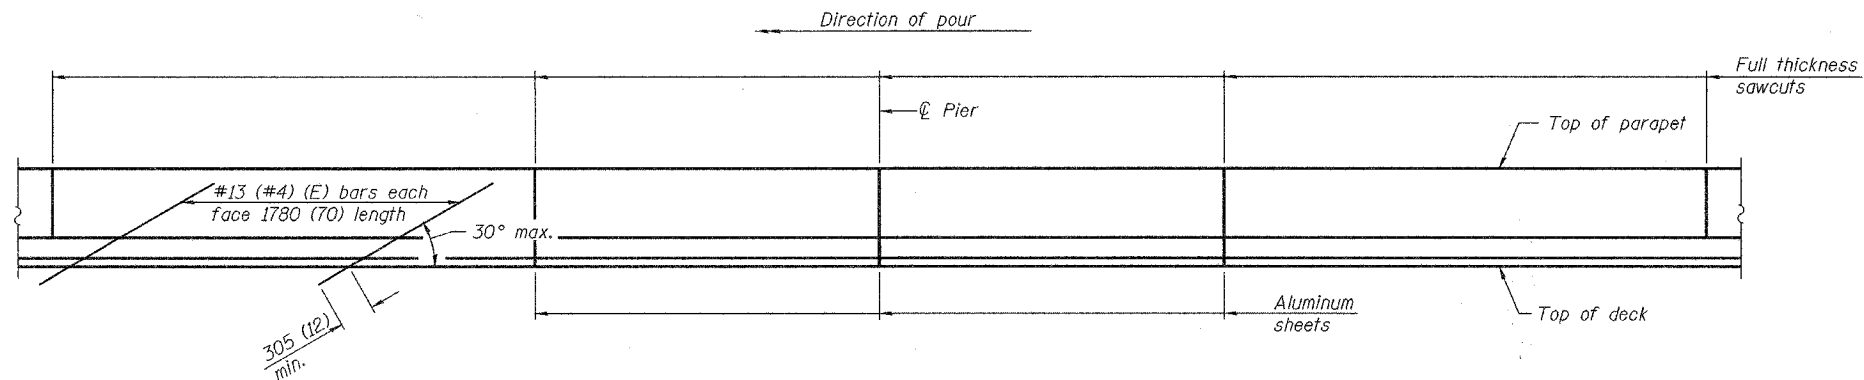 Direction of pour
Full thickness
sawcuts
℄ Pier
Top of parapet
#13 (#4) (E) bars each
face 1780 (70) length
30° max.
305 (12)
min.
Aluminum
sheets
Top of deck